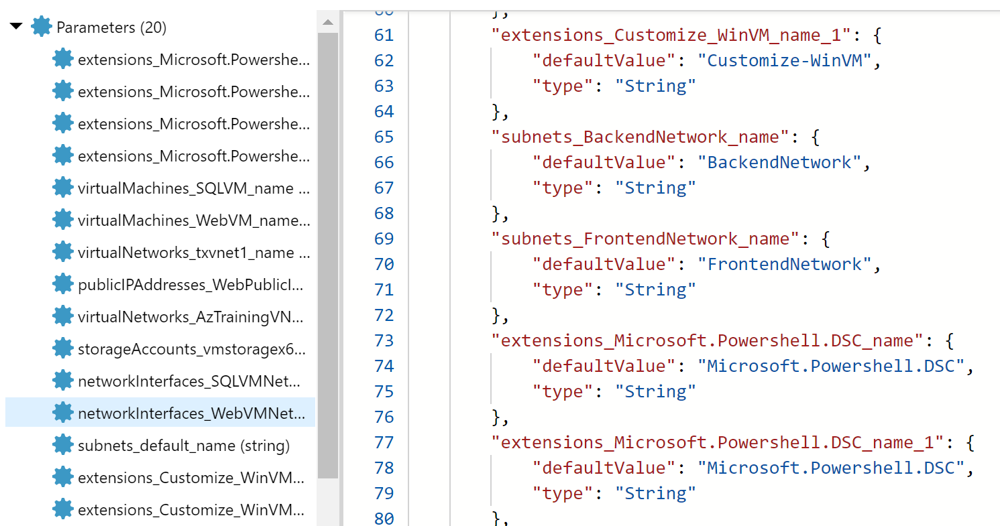 Parameters (20)
extensions_Microsoft.Powershe...
extensions_Microsoft.Powershe...
extensions_Microsoft.Powershe...
extensions_Microsoft.Powershe...
virtualMachines_SQLVM_name ...
virtualMachines_WebVM_name...
virtualNetworks_txvnet1_name ...
publicIPAddresses_WebPublicI...
virtualNetworks_AzTrainingVN...
storageAccounts_vmstoragex6...
networkInterfaces_SQLVMNet...
networkInterfaces_WebVMNet...
subnets_default_name (string)
extensions_Customize_WinVM...
extensions_Customize_WinVM...
60 },
61 "extensions_Customize_WinVM_name_1": {
62 "defaultValue": "Customize-WinVM",
63 "type": "String"
64 },
65 "subnets_BackendNetwork_name": {
66 "defaultValue": "BackendNetwork",
67 "type": "String"
68 },
69 "subnets_FrontendNetwork_name": {
70 "defaultValue": "FrontendNetwork",
71 "type": "String"
72 },
73 "extensions_Microsoft.Powershell.DSC_name": {
74 "defaultValue": "Microsoft.Powershell.DSC",
75 "type": "String"
76 },
77 "extensions_Microsoft.Powershell.DSC_name_1": {
78 "defaultValue": "Microsoft.Powershell.DSC",
79 "type": "String"
80 },